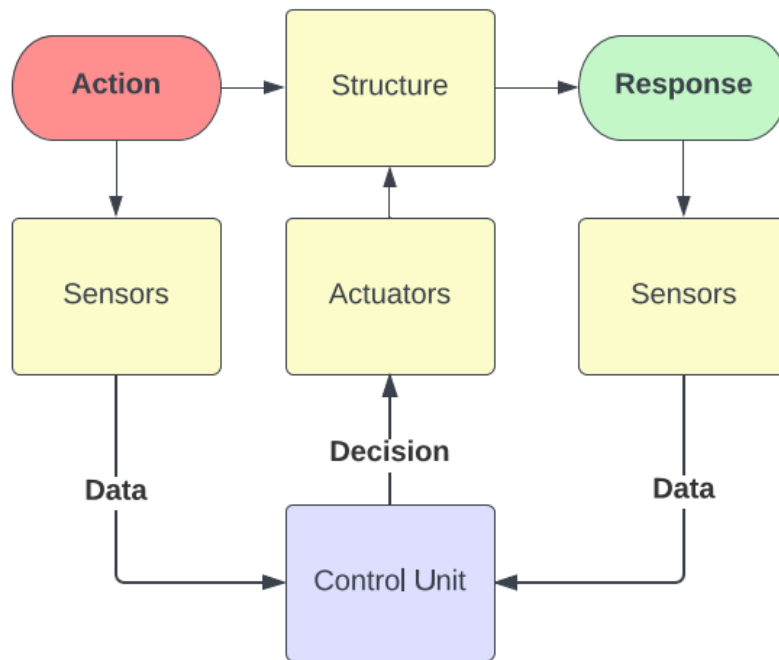 Action
Structure
Response
Sensors
Actuators
Sensors
Decision
Data
Data
Control Unit